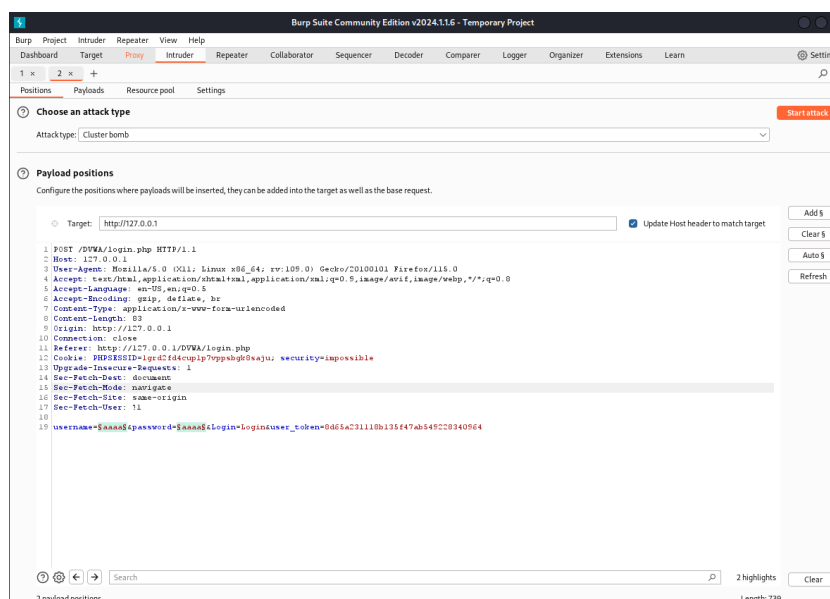 Burp Suite Community Edition v2024.1.1.6 - Temporary Project
Burp Project Intruder Repeater View Help
Dashboard Target Proxy Intruder Repeater Collaborator Sequencer Decoder Comparer Logger Organizer Extensions Learn Settin
1 × 2 × +
Positions Payloads Resource pool Settings
? Choose an attack type
Start attack
Attack type: Cluster bomb
? Payload positions
Configure the positions where payloads will be inserted, they can be added into the target as well as the base request.
Target: http://127.0.0.1
Update Host header to match target
Add §
Clear §
Auto §
Refresh
1 POST /DVWA/login.php HTTP/1.1
2 Host: 127.0.0.1
3 User-Agent: Mozilla/5.0 (X11; Linux x86_64; rv:109.0) Gecko/20100101 Firefox/115.0
4 Accept: text/html,application/xhtml+xml,application/xml;q=0.9,image/avif,image/webp,*/*;q=0.8
5 Accept-Language: en-US,en;q=0.5
6 Accept-Encoding: gzip, deflate, br
7 Content-Type: application/x-www-form-urlencoded
8 Content-Length: 83
9 Origin: http://127.0.0.1
10 Connection: close
11 Referer: http://127.0.0.1/DVWA/login.php
12 Cookie: PHPSESSID=lgrd2fd4cuplp7vppsbgk8saju; security=impossible
13 Upgrade-Insecure-Requests: 1
14 Sec-Fetch-Dest: document
15 Sec-Fetch-Mode: navigate
16 Sec-Fetch-Site: same-origin
17 Sec-Fetch-User: ?1
18
19 username=§aaaa§&password=§aaaa§&Login=Login&user_token=8d65a231118b135f47ab549228340964
? Search 2 highlights Clear
2 payload positions Length: 739